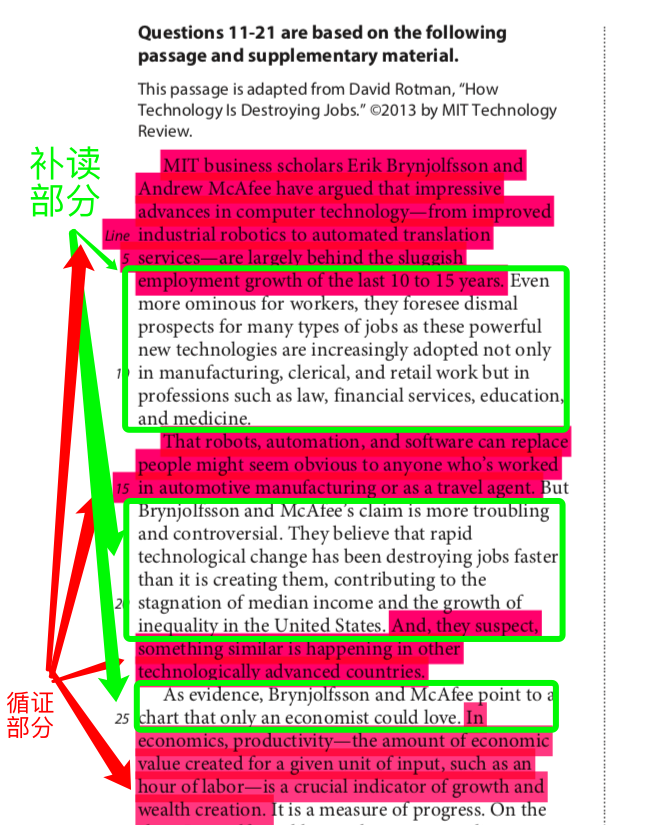 Questions 11-21 are based on the following
passage and supplementary material.
This passage is adapted from David Rotman, “How
Technology Is Destroying Jobs.” ©2013 by MIT Technology
Review.
补读
部分
MIT business scholars Erik Brynjolfsson and
Andrew McAfee have argued that impressive
advances in computer technology—from improved
Line industrial robotics to automated translation
5 services—are largely behind the sluggish
employment growth of the last 10 to 15 years. Even
more ominous for workers, they foresee dismal
prospects for many types of jobs as these powerful
new technologies are increasingly adopted not only
10 in manufacturing, clerical, and retail work but in
professions such as law, financial services, education,
and medicine.
That robots, automation, and software can replace
people might seem obvious to anyone who’s worked
15 in automotive manufacturing or as a travel agent. But
Brynjolfsson and McAfee’s claim is more troubling
and controversial. They believe that rapid
technological change has been destroying jobs faster
than it is creating them, contributing to the
20 stagnation of median income and the growth of
inequality in the United States. And, they suspect,
something similar is happening in other
technologically advanced countries.
循证
部分
As evidence, Brynjolfsson and McAfee point to a
25 chart that only an economist could love. In
economics, productivity—the amount of economic
value created for a given unit of input, such as an
hour of labor—is a crucial indicator of growth and
wealth creation. It is a measure of progress. On the